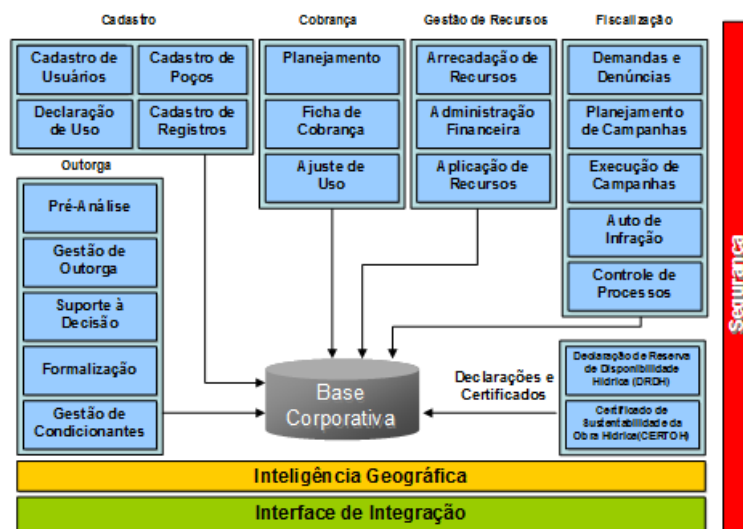 Cadastro
Cobrança
Gestão de Recursos
Fiscalização
Cadastro de
Usuários
Cadastro de
Poços
Declaração
de Uso
Cadastro de
Registros
Planejamento
Ficha de
Cobrança
Ajuste de
Uso
Arrecadação de
Recursos
Administração
Financeira
Aplicação de
Recursos
Demandas e
Denúncias
Planejamento
de Campanhas
Execução de
Campanhas
Auto de
Infração
Controle de
Processos
Outorga
Pré-Análise
Gestão de
Outorga
Suporte à
Decisão
Formalização
Gestão de
Condicionantes
Base
Corporativa
Declarações e
Certificados
Declaração de Reserva
de Disponibilidade
Hídrica (DRDH)
Certificado de
Sustentabilidade da
Obra Hídrica(CERTOH)
Segurança
Inteligência Geográfica
Interface de Integração